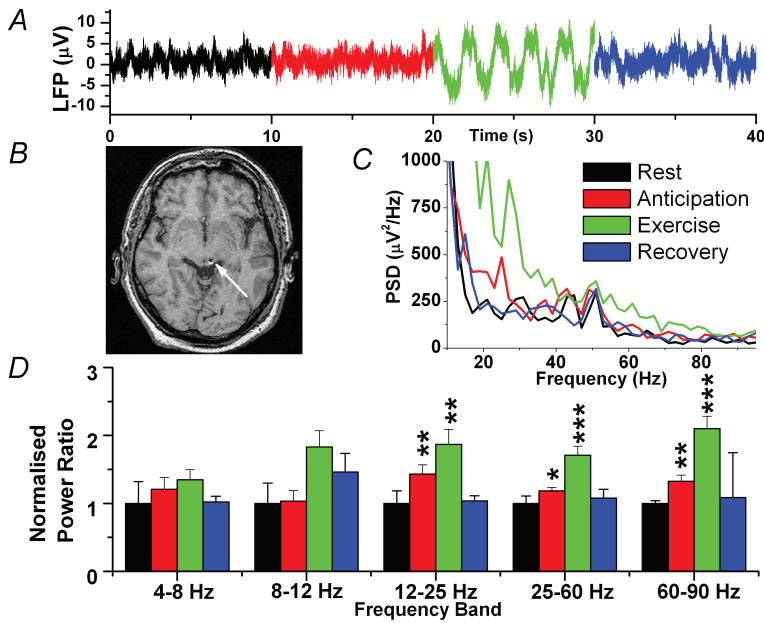 A
LFP (μV)
10
5
0
-5
-10
0
10
20
Time (s)
30
40
B
C
PSD (μV²/Hz)
1000
750
500
250
0
Rest
Anticipation
Exercise
Recovery
20
40
60
80
Frequency (Hz)
D
Normalised
Power Ratio
3
2
1
0
**
**
*
***
**
***
4-8 Hz
8-12 Hz
12-25 Hz
25-60 Hz
60-90 Hz
Frequency Band